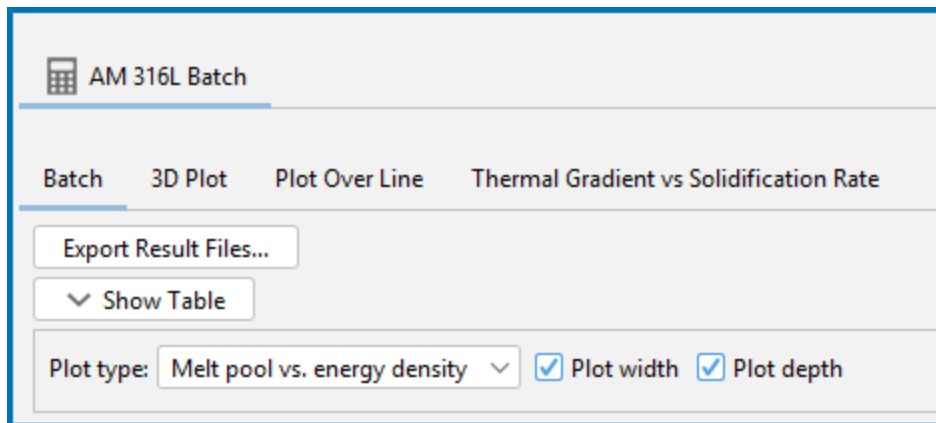 AM 316L Batch
Batch 3D Plot Plot Over Line Thermal Gradient vs Solidification Rate
Export Result Files...
Show Table
Plot type: Melt pool vs. energy density Plot width Plot depth